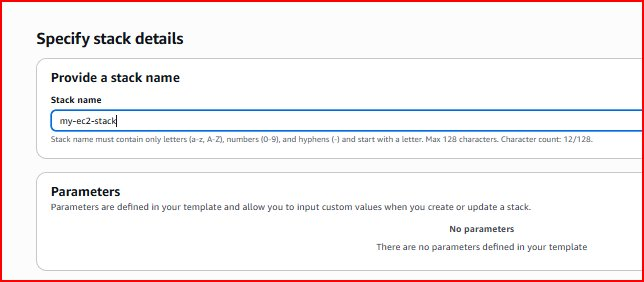 Specify stack details
Provide a stack name
Stack name
my-ec2-stack
Stack name must contain only letters (a-z, A-Z), numbers (0-9), and hyphens (-) and start with a letter. Max 128 characters. Character count: 12/128.
Parameters
Parameters are defined in your template and allow you to input custom values when you create or update a stack.
No parameters
There are no parameters defined in your template